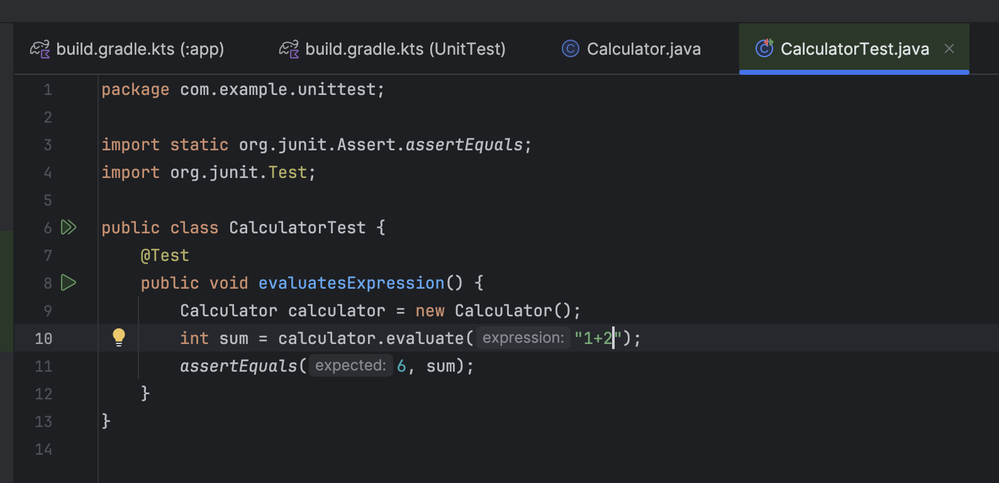 build.gradle.kts (:app) build.gradle.kts (UnitTest) Calculator.java CalculatorTest.java
1 package com.example.unittest;
2
3 import static org.junit.Assert.assertEquals;
4 import org.junit.Test;
5
6 public class CalculatorTest {
7 @Test
8 public void evaluatesExpression() {
9 Calculator calculator = new Calculator();
10 int sum = calculator.evaluate( expression: "1+2");
11 assertEquals( expected: 6, sum);
12 }
13 }
14